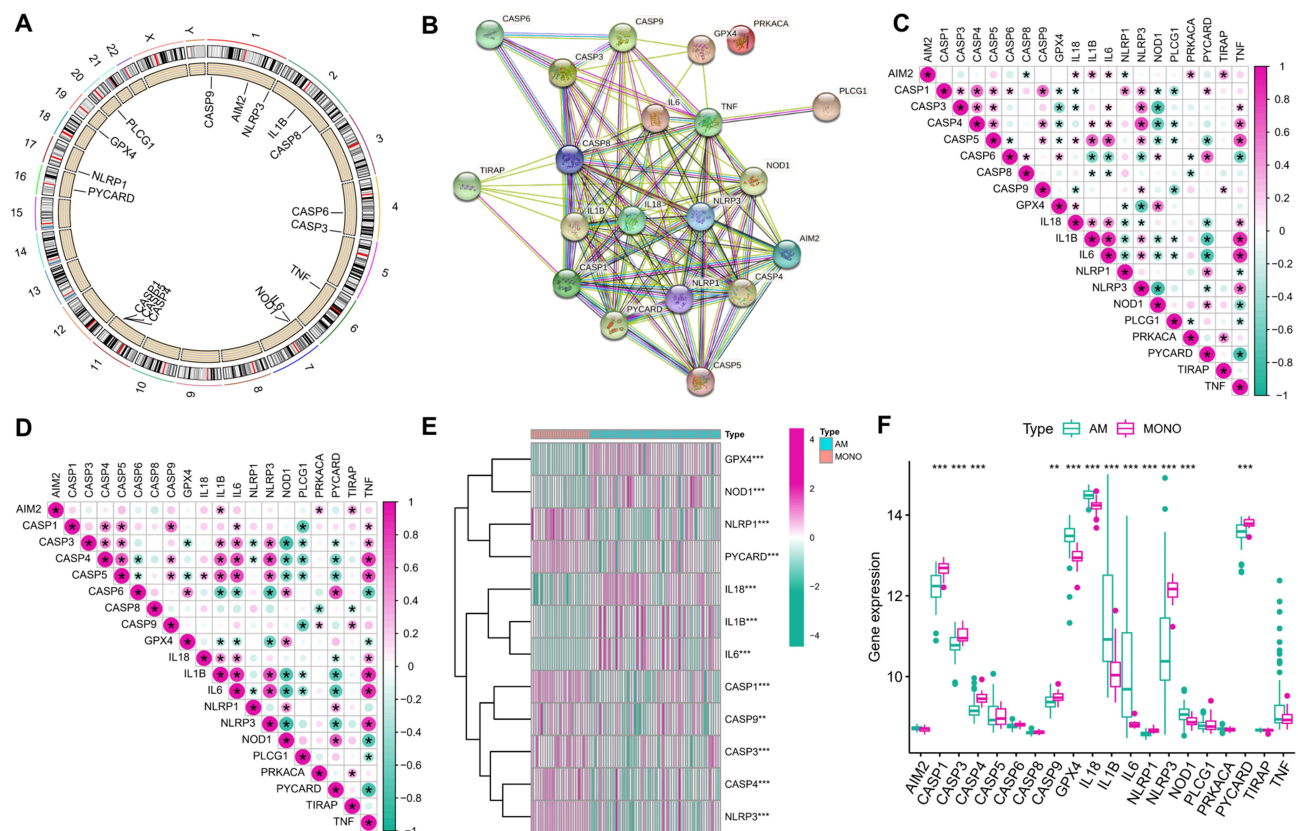 A
1
2
3
4
5
6
7
8
9
10
11
12
13
14
15
16
17
18
19
20
21
22
X
Y
CASP9
AIM2
NLRP3
IL1B
CASP8
CASP6
CASP3
TNF
IL6
NOD1
CASP1
CASP5
CASP4
PYCARD
NLRP1
GPX4
PLCG1
B
CASP6
CASP9
GPX4
PRKACA
CASP3
PLCG1
IL6
TNF
CASP8
NOD1
TIRAP
IL1B
IL18
NLRP3
AIM2
CASP1
NLRP1
CASP4
PYCARD
CASP5
C
AIM2 CASP1 CASP3 CASP4 CASP5 CASP6 CASP8 CASP9 GPX4 IL18 IL1B IL6 NLRP1 NLRP3 NOD1 PLCG1 PRKACA PYCARD TIRAP TNF
AIM2
CASP1
CASP3
CASP4
CASP5
CASP6
CASP8
CASP9
GPX4
IL18
IL1B
IL6
NLRP1
NLRP3
NOD1
PLCG1
PRKACA
PYCARD
TIRAP
TNF
1
0.8
0.6
0.4
0.2
0
−0.2
−0.4
−0.6
−0.8
−1
D
AIM2 CASP1 CASP3 CASP4 CASP5 CASP6 CASP8 CASP9 GPX4 IL18 IL1B IL6 NLRP1 NLRP3 NOD1 PLCG1 PRKACA PYCARD TIRAP TNF
AIM2
CASP1
CASP3
CASP4
CASP5
CASP6
CASP8
CASP9
GPX4
IL18
IL1B
IL6
NLRP1
NLRP3
NOD1
PLCG1
PRKACA
PYCARD
TIRAP
TNF
1
0.8
0.6
0.4
0.2
0
−0.2
−0.4
−0.6
−0.8
−1
E
Type
GPX4***
NOD1***
NLRP1***
PYCARD***
IL18***
IL1B***
IL6***
CASP1***
CASP9**
CASP3***
CASP4***
NLRP3***
4
2
0
−2
−4
Type
AM
MONO
F
Type AM MONO
*** *** *** ** *** *** *** *** *** *** *** ***
Gene expression
14
12
10
AIM2 CASP1 CASP3 CASP4 CASP5 CASP6 CASP8 CASP9 GPX4 IL18 IL1B IL6 NLRP1 NLRP3 NOD1 PLCG1 PRKACA PYCARD TIRAP TNF